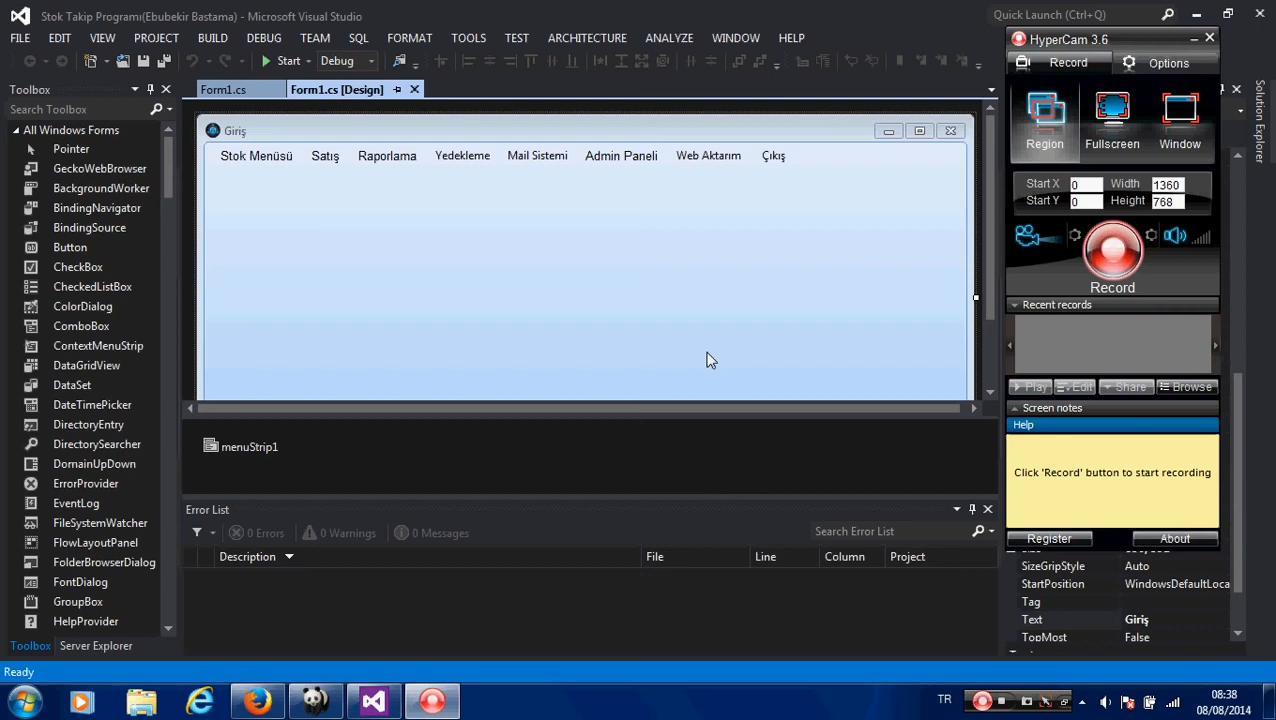 Stok Takip Programı(Ebubekir Bastama) - Microsoft Visual Studio
Quick Launch (Ctrl+Q)
FILE EDIT VIEW PROJECT BUILD DEBUG TEAM SQL FORMAT TOOLS TEST ARCHITECTURE ANALYZE WINDOW HELP
Start Debug
Toolbox
Search Toolbox
All Windows Forms
Pointer
GeckoWebBrowser
BackgroundWorker
BindingNavigator
BindingSource
Button
CheckBox
CheckedListBox
ColorDialog
ComboBox
ContextMenuStrip
DataGridView
DataSet
DateTimePicker
DirectoryEntry
DirectorySearcher
DomainUpDown
ErrorProvider
EventLog
FileSystemWatcher
FlowLayoutPanel
FolderBrowserDialog
FontDialog
GroupBox
HelpProvider
Toolbox Server Explorer
Form1.cs Form1.cs [Design]
Giriş
Stok Menüsü Satış Raporlama Yedekleme Mail Sistemi Admin Paneli Web Aktarım Çıkış
menuStrip1
Error List
0 Errors 0 Warnings 0 Messages
Search Error List
Description File Line Column Project
HyperCam 3.6
Record Options
Region Fullscreen Window
Start X 0 Width 1360
Start Y 0 Height 768
Record
Recent records
Play Edit Share Browse
Screen notes
Help
Click 'Record' button to start recording
Register About
Solution Explorer
SizeGripStyle Auto
StartPosition WindowsDefaultLoca
Tag
Text Giriş
TopMost False
Ready
TR
08:38
08/08/2014